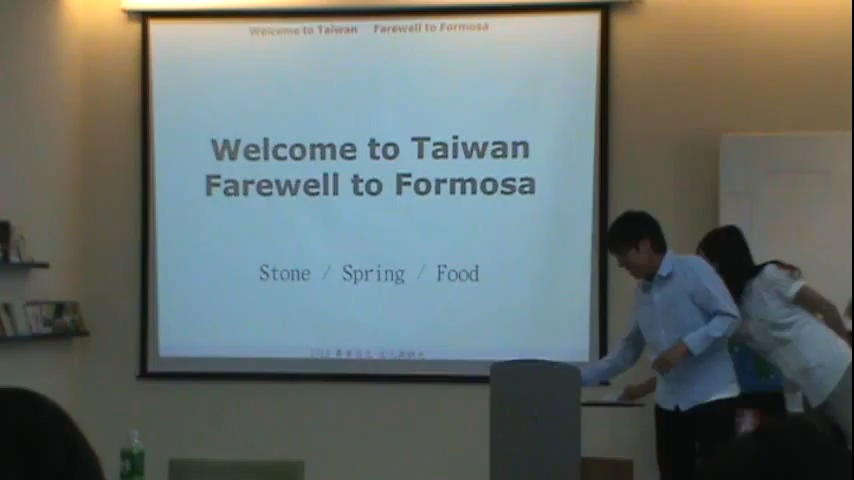 Welcome to Taiwan Farewell to Formosa
Welcome to Taiwan
Farewell to Formosa
Stone / Spring / Food